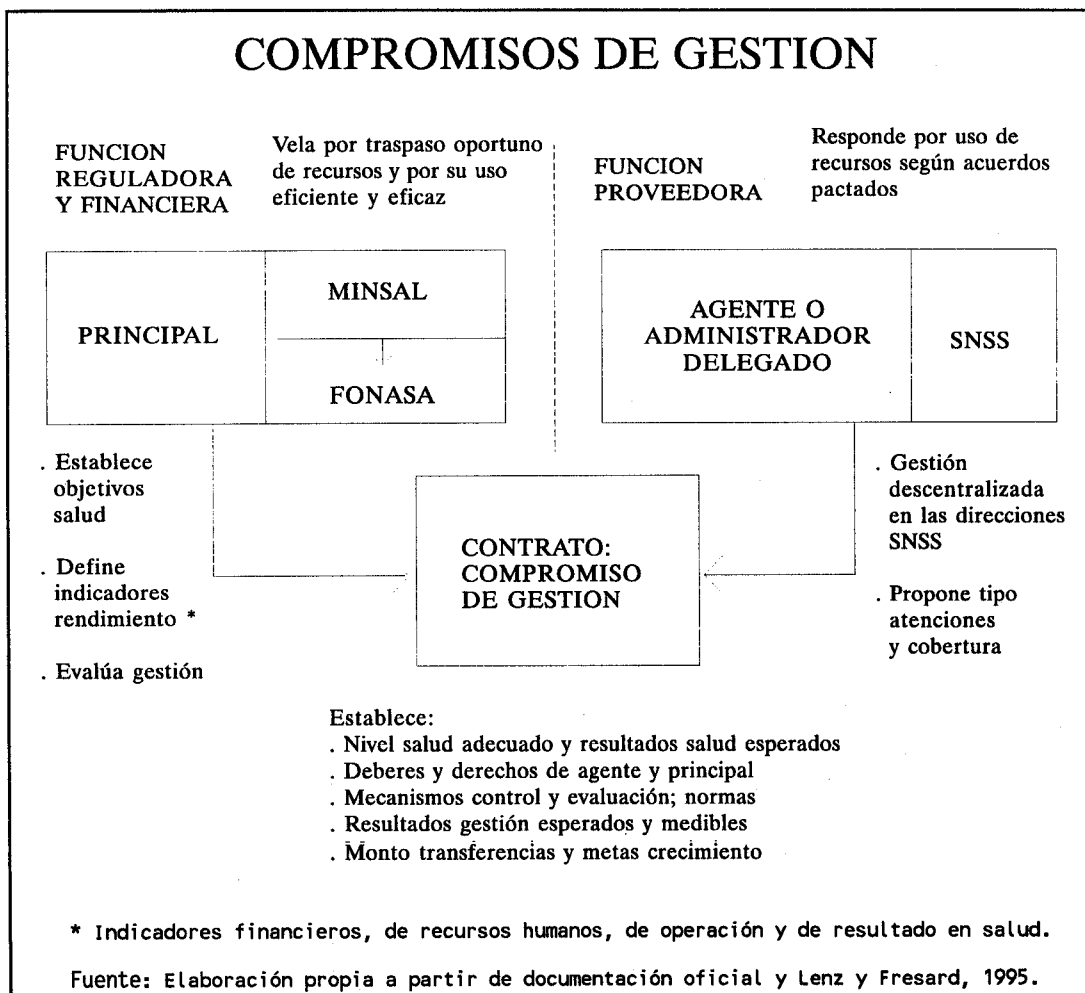 COMPROMISOS DE GESTION
FUNCION
REGULADORA
Y FINANCIERA
Vela por traspaso oportuno
de recursos y por su uso
eficiente y eficaz
FUNCION
PROVEEDORA
Responde por uso de
recursos según acuerdos
pactados
PRINCIPAL
MINSAL
FONASA
AGENTE O
ADMINISTRADOR
DELEGADO
SNSS
. Establece
objetivos
salud
. Define
indicadores
rendimiento *
. Evalúa gestión
CONTRATO:
COMPROMISO
DE GESTION
. Gestión
descentralizada
en las direcciones
SNSS
. Propone tipo
atenciones
y cobertura
Establece:
. Nivel salud adecuado y resultados salud esperados
. Deberes y derechos de agente y principal
. Mecanismos control y evaluación; normas
. Resultados gestión esperados y medibles
. Monto transferencias y metas crecimiento
* Indicadores financieros, de recursos humanos, de operación y de resultado en salud.
Fuente: Elaboración propia a partir de documentación oficial y Lenz y Fresard, 1995.